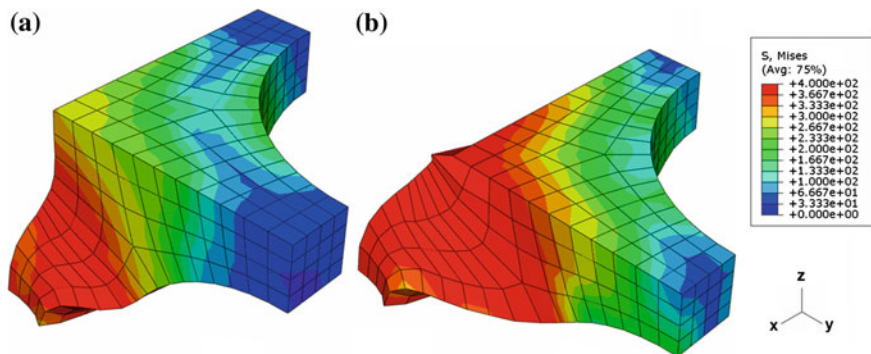 (a)
(b)
S, Mises
(Avg: 75%)
+4.000e+02
+3.667e+02
+3.333e+02
+3.000e+02
+2.667e+02
+2.333e+02
+2.000e+02
+1.667e+02
+1.333e+02
+1.000e+02
+6.667e+01
+3.333e+01
+0.000e+00
z
x
y